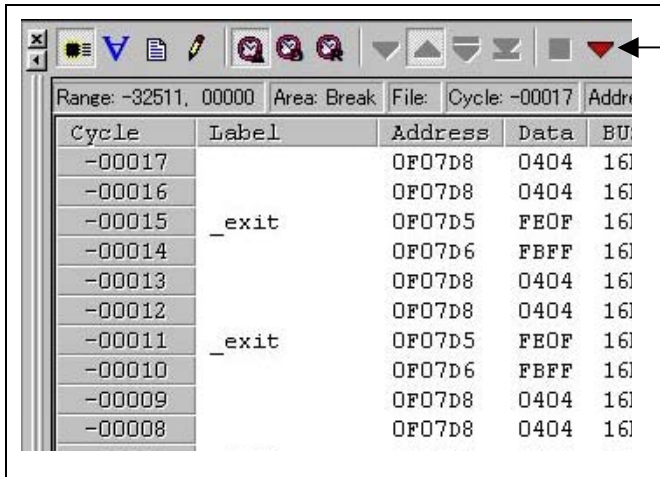 Range: -32511, 00000 Area: Break File: Cycle: -00017 Addre
Cycle Label Address Data BU
-00017 0F07D8 0404 16
-00016 0F07D8 0404 16
-00015 _exit 0F07D5 FE0F 16
-00014 0F07D6 FBFF 16
-00013 0F07D8 0404 16
-00012 0F07D8 0404 16
-00011 _exit 0F07D5 FE0F 16
-00010 0F07D6 FBFF 16
-00009 0F07D8 0404 16
-00008 0F07D8 0404 16